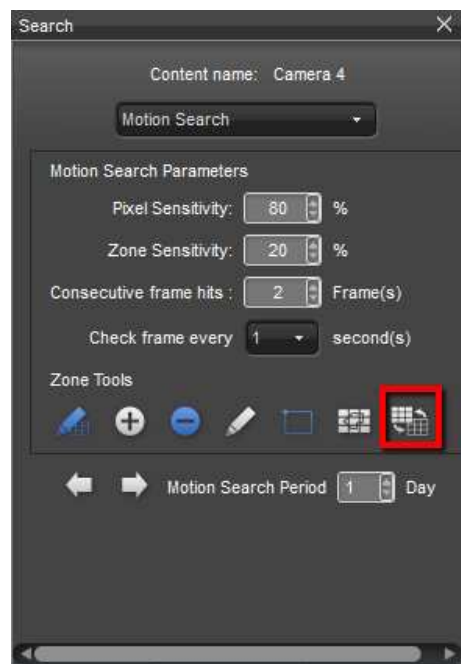 Search
Content name: Camera 4
Motion Search
Motion Search Parameters
Pixel Sensitivity: 80 %
Zone Sensitivity: 20 %
Consecutive frame hits : 2 Frame(s)
Check frame every 1 second(s)
Zone Tools
Motion Search Period 1 Day